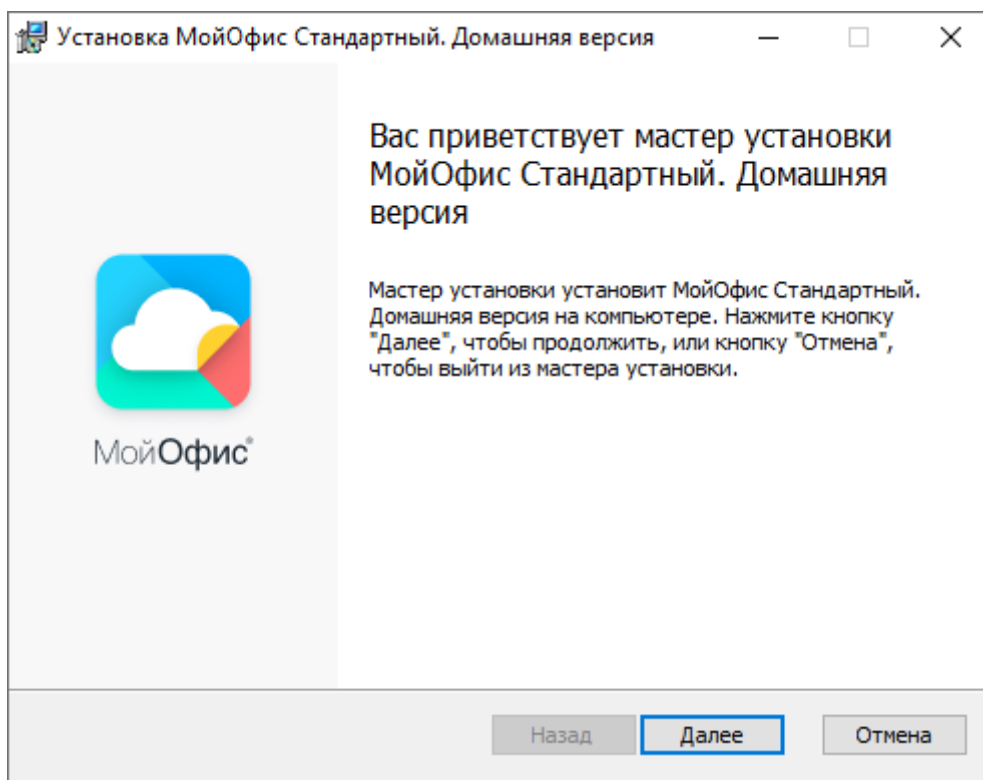 Установка МойОфис Стандартный. Домашняя версия
Вас приветствует мастер установки
МойОфис Стандартный. Домашняя
версия
Мастер установки установит МойОфис Стандартный.
Домашняя версия на компьютере. Нажмите кнопку
"Далее", чтобы продолжить, или кнопку "Отмена",
чтобы выйти из мастера установки.
МойОфис®
Назад
Далее
Отмена